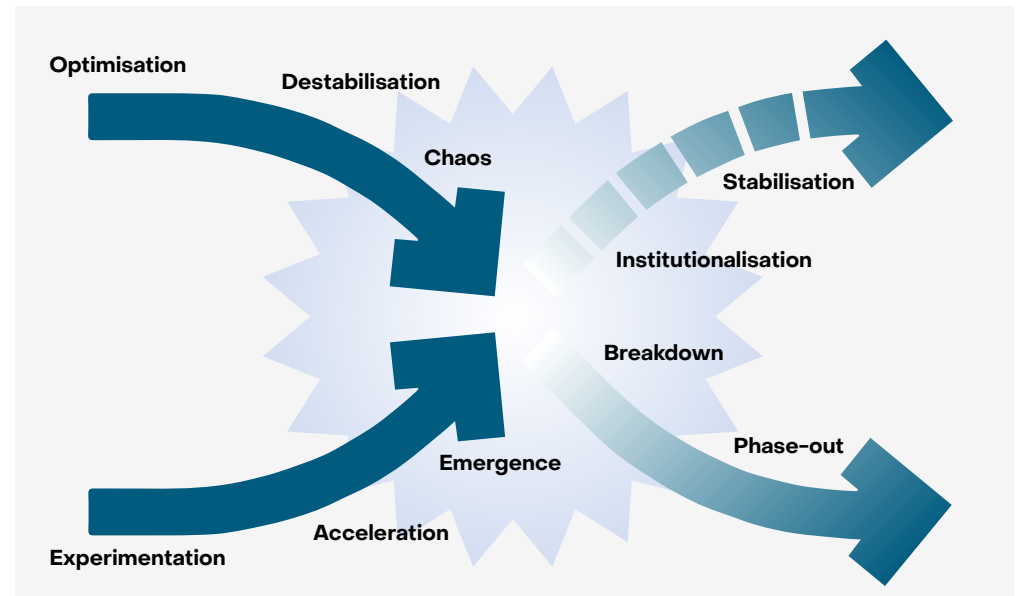 Optimisation
Destabilisation
Chaos
Stabilisation
Institutionalisation
Breakdown
Phase-out
Emergence
Acceleration
Experimentation